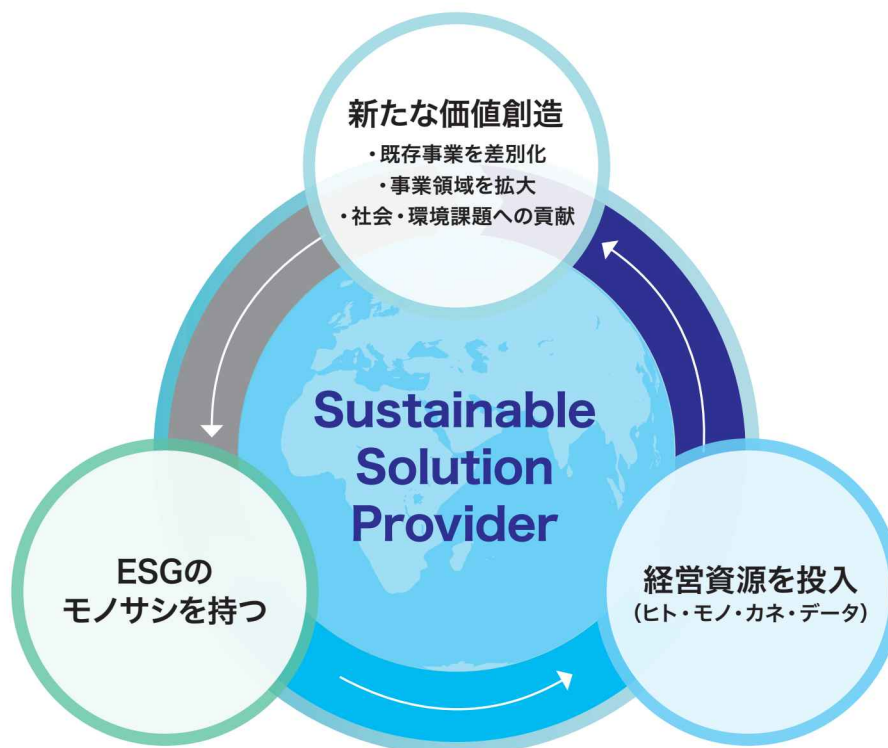 新たな価値創造
・既存事業を差別化
・事業領域を拡大
・社会・環境課題への貢献
Sustainable
Solution
Provider
ESGの
モノサシを持つ
経営資源を投入
（ヒト・モノ・カネ・データ）